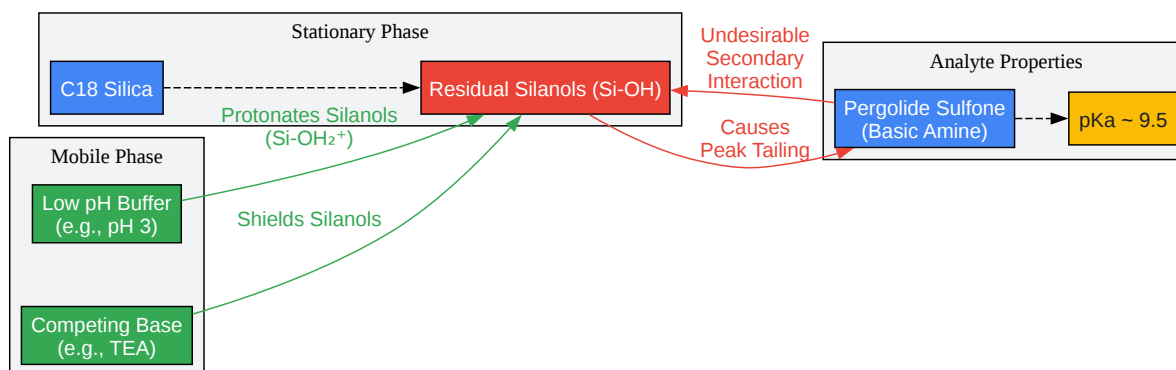 Stationary Phase
C18 Silica
Residual Silanols (Si-OH)
Undesirable
Secondary
Interaction
Analyte Properties
Pergolide Sulfone
(Basic Amine)
pKa ~ 9.5
Protonates Silanols
(Si-OH₂⁺)
Causes
Peak Tailing
Mobile Phase
Low pH Buffer
(e.g., pH 3)
Shields Silanols
Competing Base
(e.g., TEA)